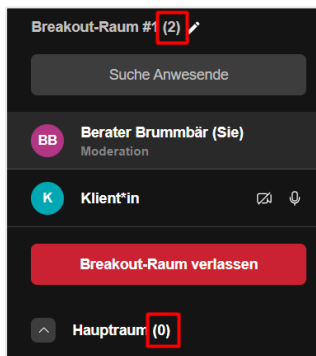 Breakout-Raum #1 (2)
Suche Anwesende
BB
Berater Brummbär (Sie)
Moderation
K
Klient*in
Breakout-Raum verlassen
Hauptraum (0)